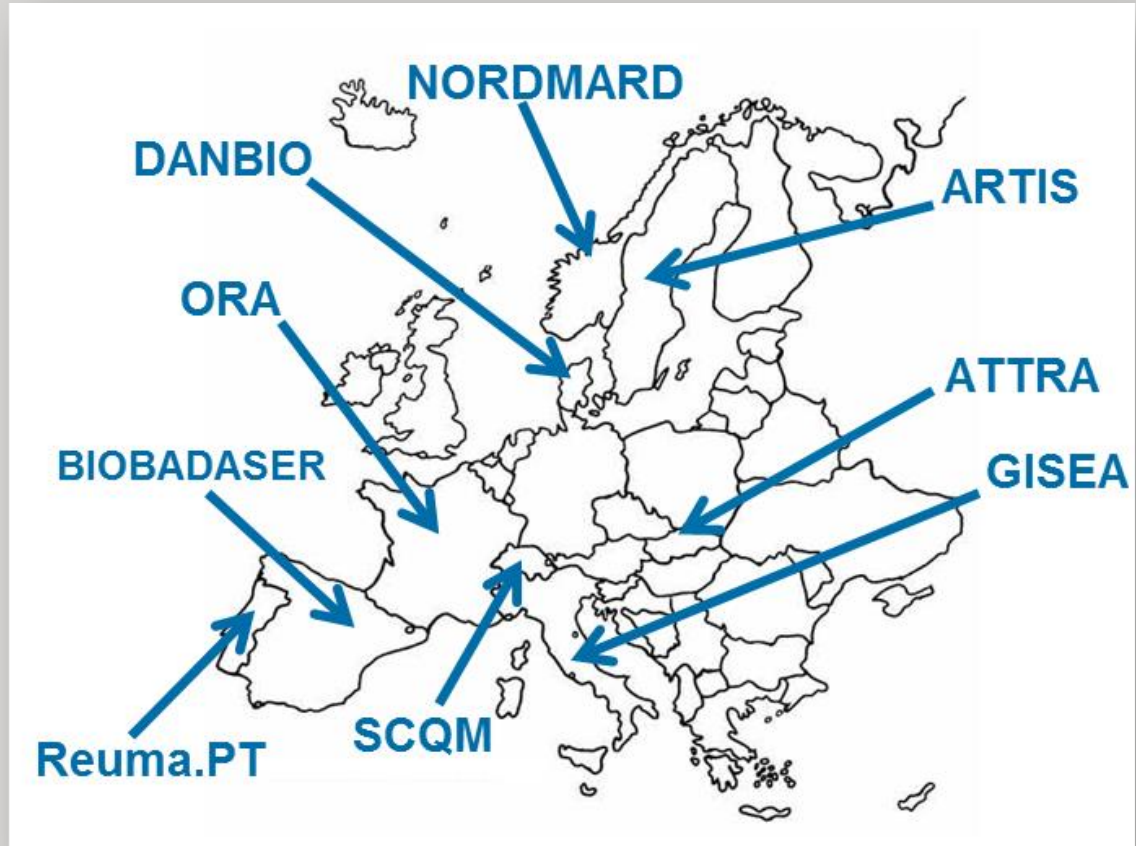 NORDMARD
DANBIO
ARTIS
ORA
ATTRA
BIOBADASER
GISEA
SCQM
Reuma.PT